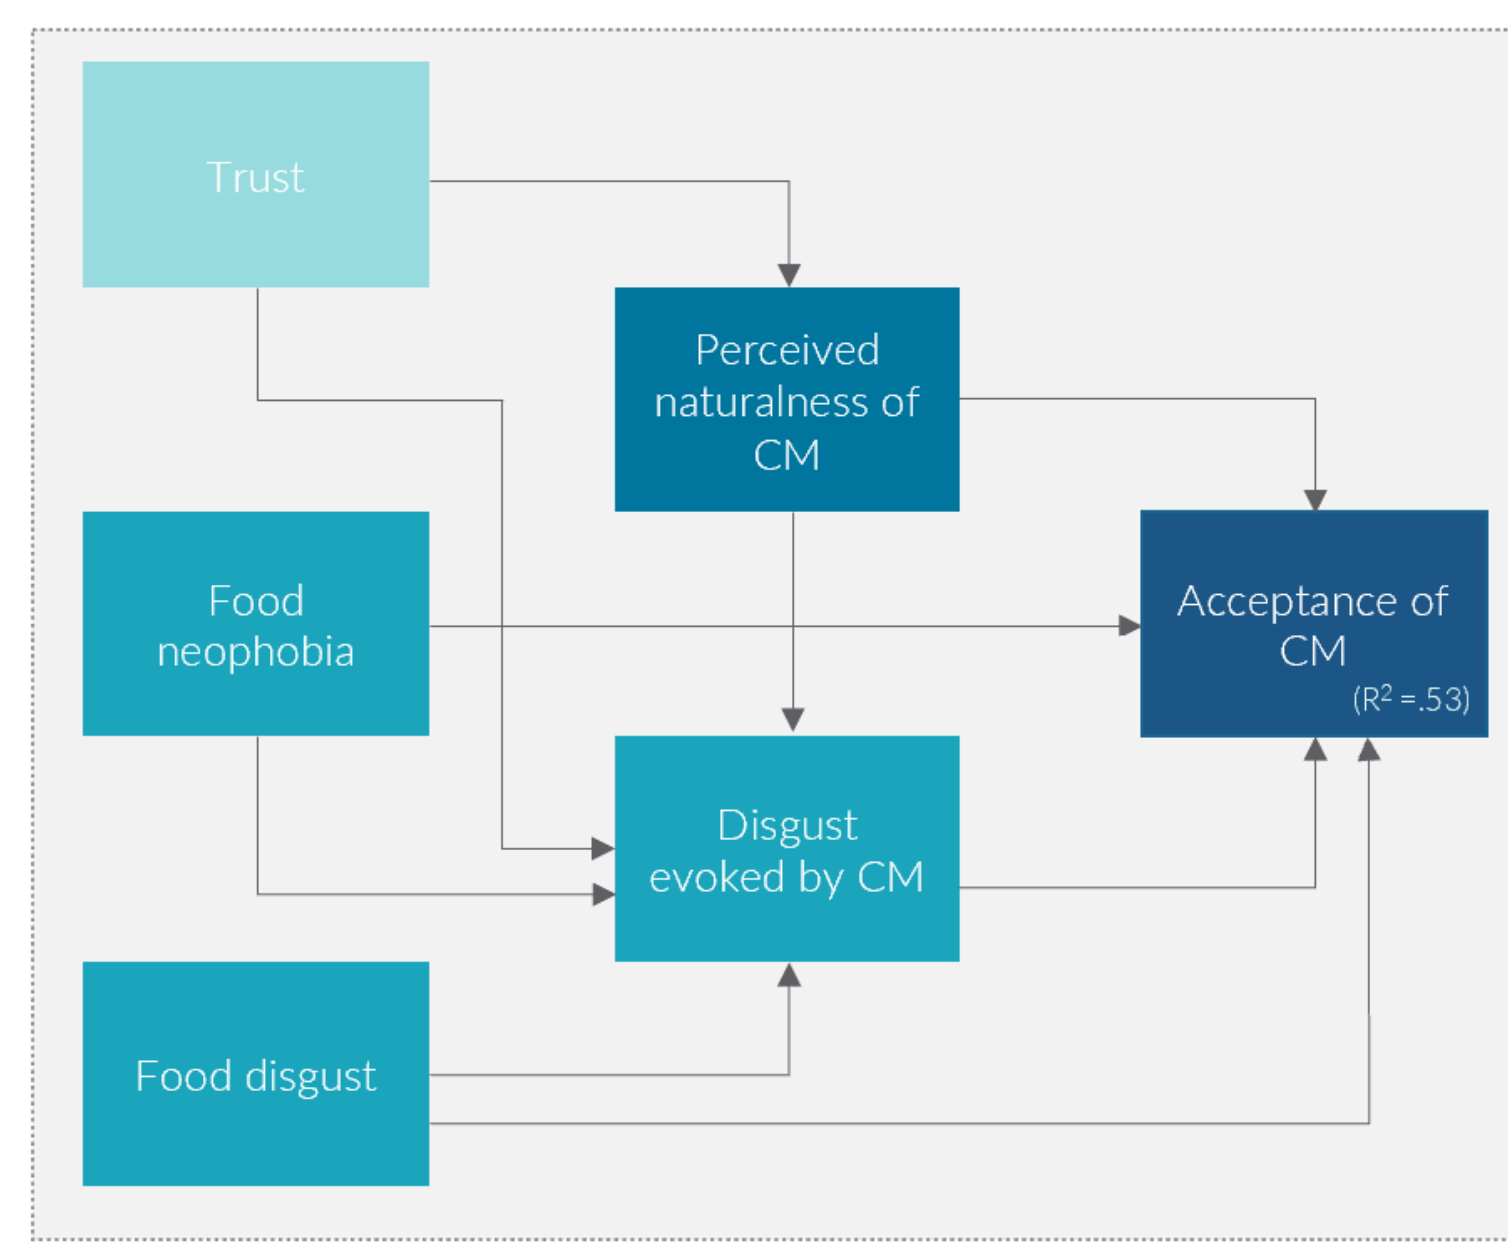 Trust
Perceived
naturalness of
CM
Food
neophobia
Acceptance of
CM
(R² =.53)
Disgust
evoked by CM
Food disgust